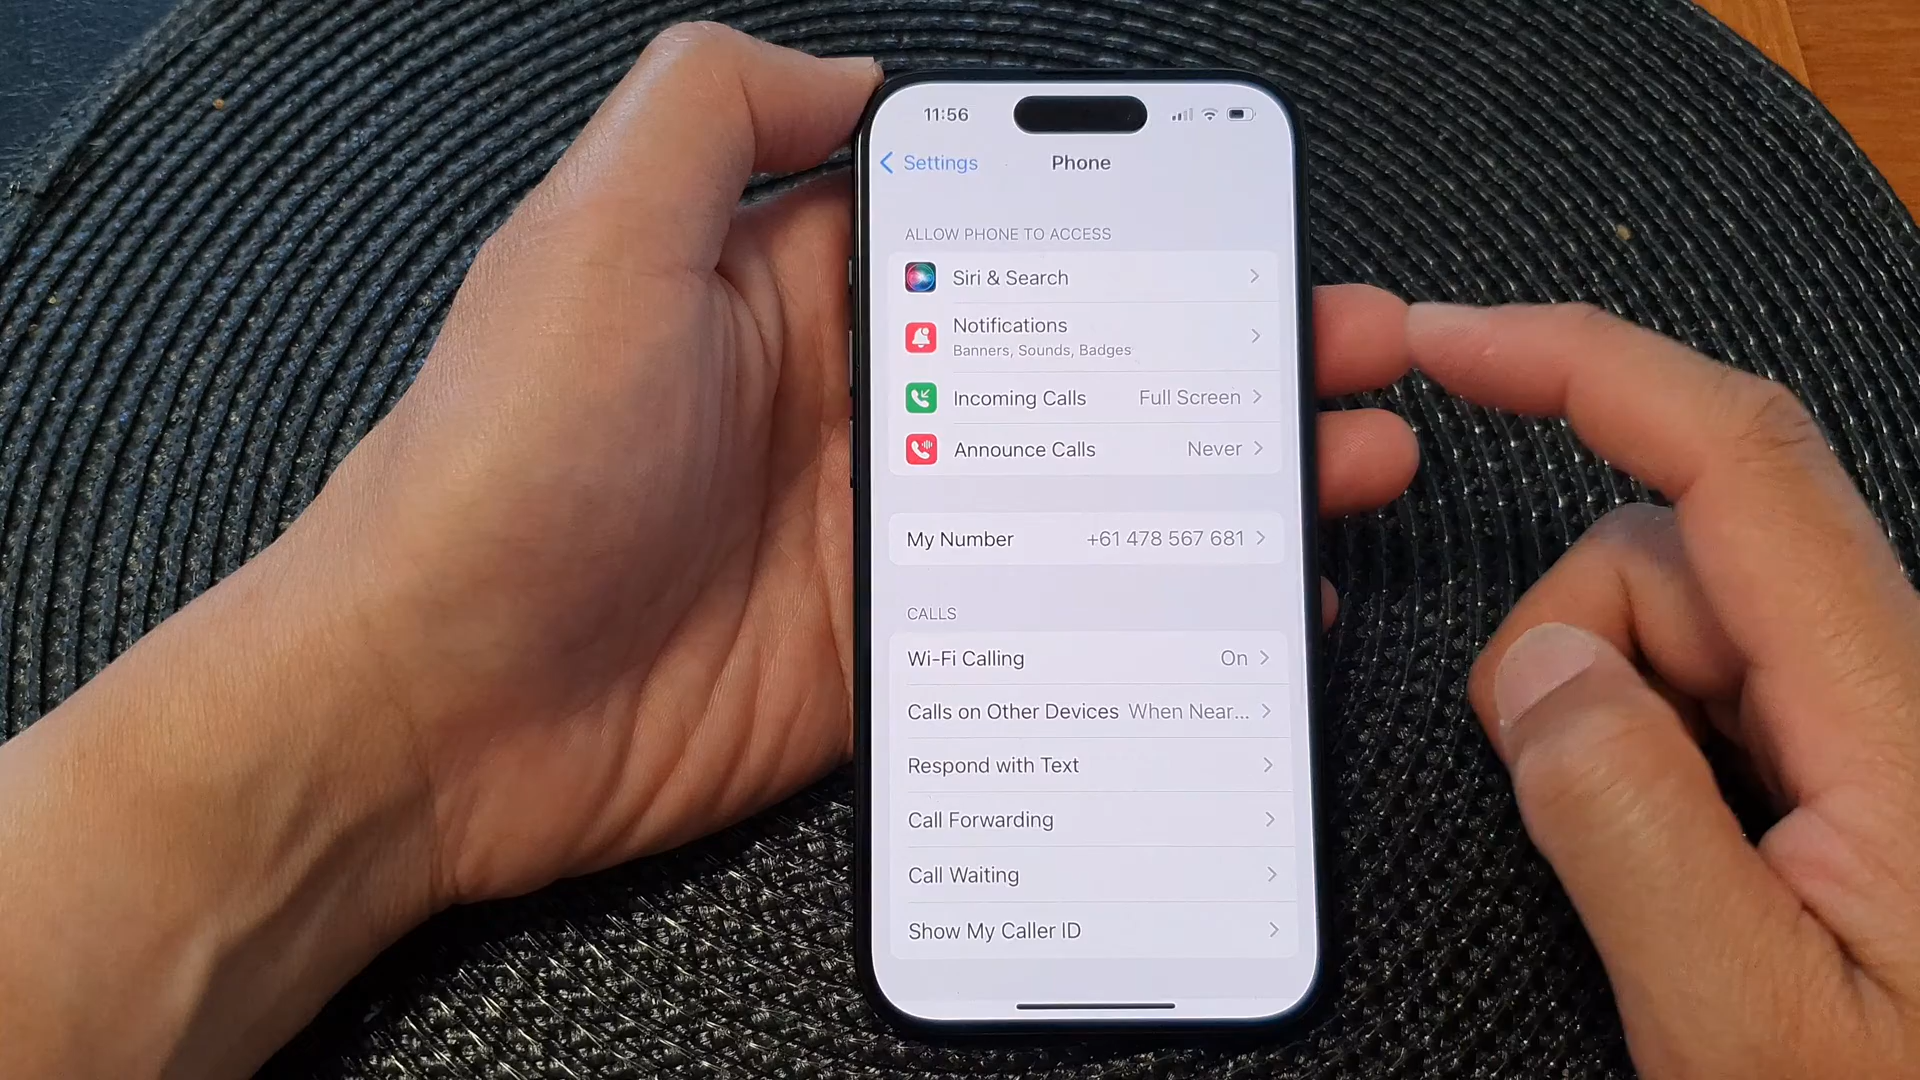 11:56
Settings
Phone
ALLOW PHONE TO ACCESS
Siri & Search
Notifications
Banners, Sounds, Badges
Incoming Calls Full Screen
Announce Calls Never
My Number +61 478 567 681
CALLS
Wi-Fi Calling On
Calls on Other Devices When Near...
Respond with Text
Call Forwarding
Call Waiting
Show My Caller ID